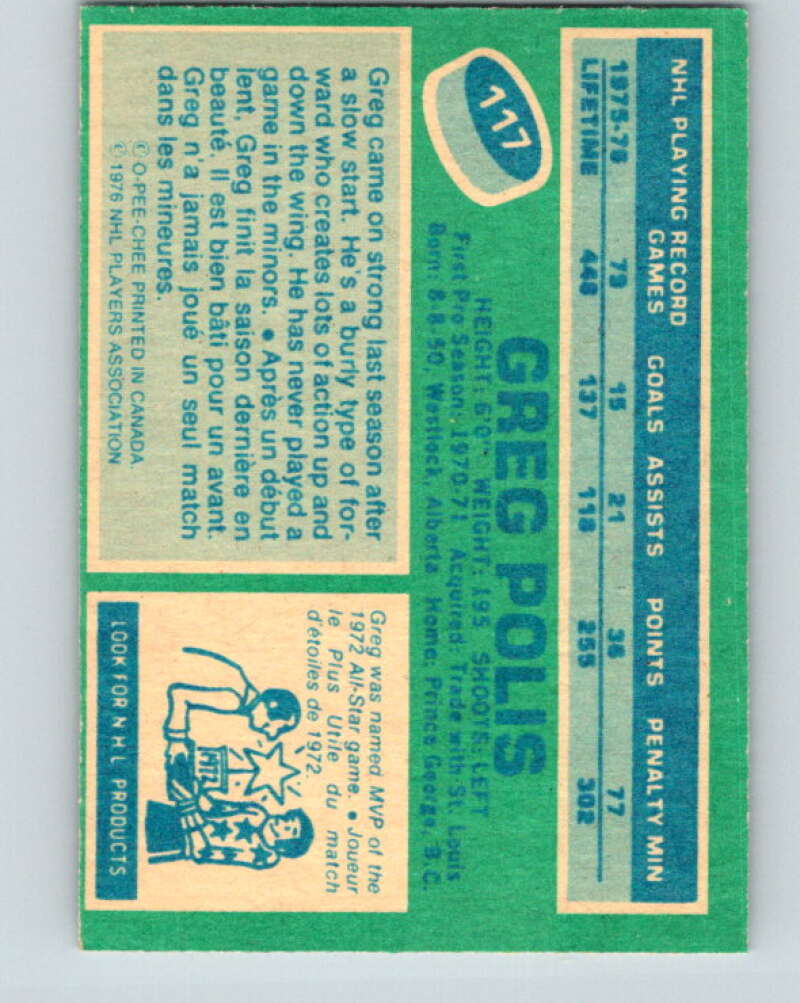 NHL PLAYING RECORD
GAMES GOALS ASSISTS POINTS PENALTY MIN
1975-76 79 15 21 36 77
LIFETIME 448 137 118 255 302
117
GREG POLIS
HEIGHT: 6'0" WEIGHT: 195 SHOOTS: LEFT
First Pro Season: 1970-71 Acquired: Trade with St. Louis
Born: 8-8-50, Westlock, Alberta Home: Prince George, B.C.
Greg came on strong last season after
a slow start. He's a burly type of for-
ward who creates lots of action up and
down the wing. He has never played a
game in the minors. • Après un début
lent, Greg finit la saison dernière en
beauté. Il est bien bâti pour un avant.
Greg n'a jamais joué un seul match
dans les mineures.
© O-PEE-CHEE PRINTED IN CANADA
© 1976 NHL PLAYERS ASSOCIATION
Greg was named MVP of the
1972 All-Star game. • Joueur
le Plus Utile du match
d'étoiles de 1972.
LOOK FOR NHL PRODUCTS